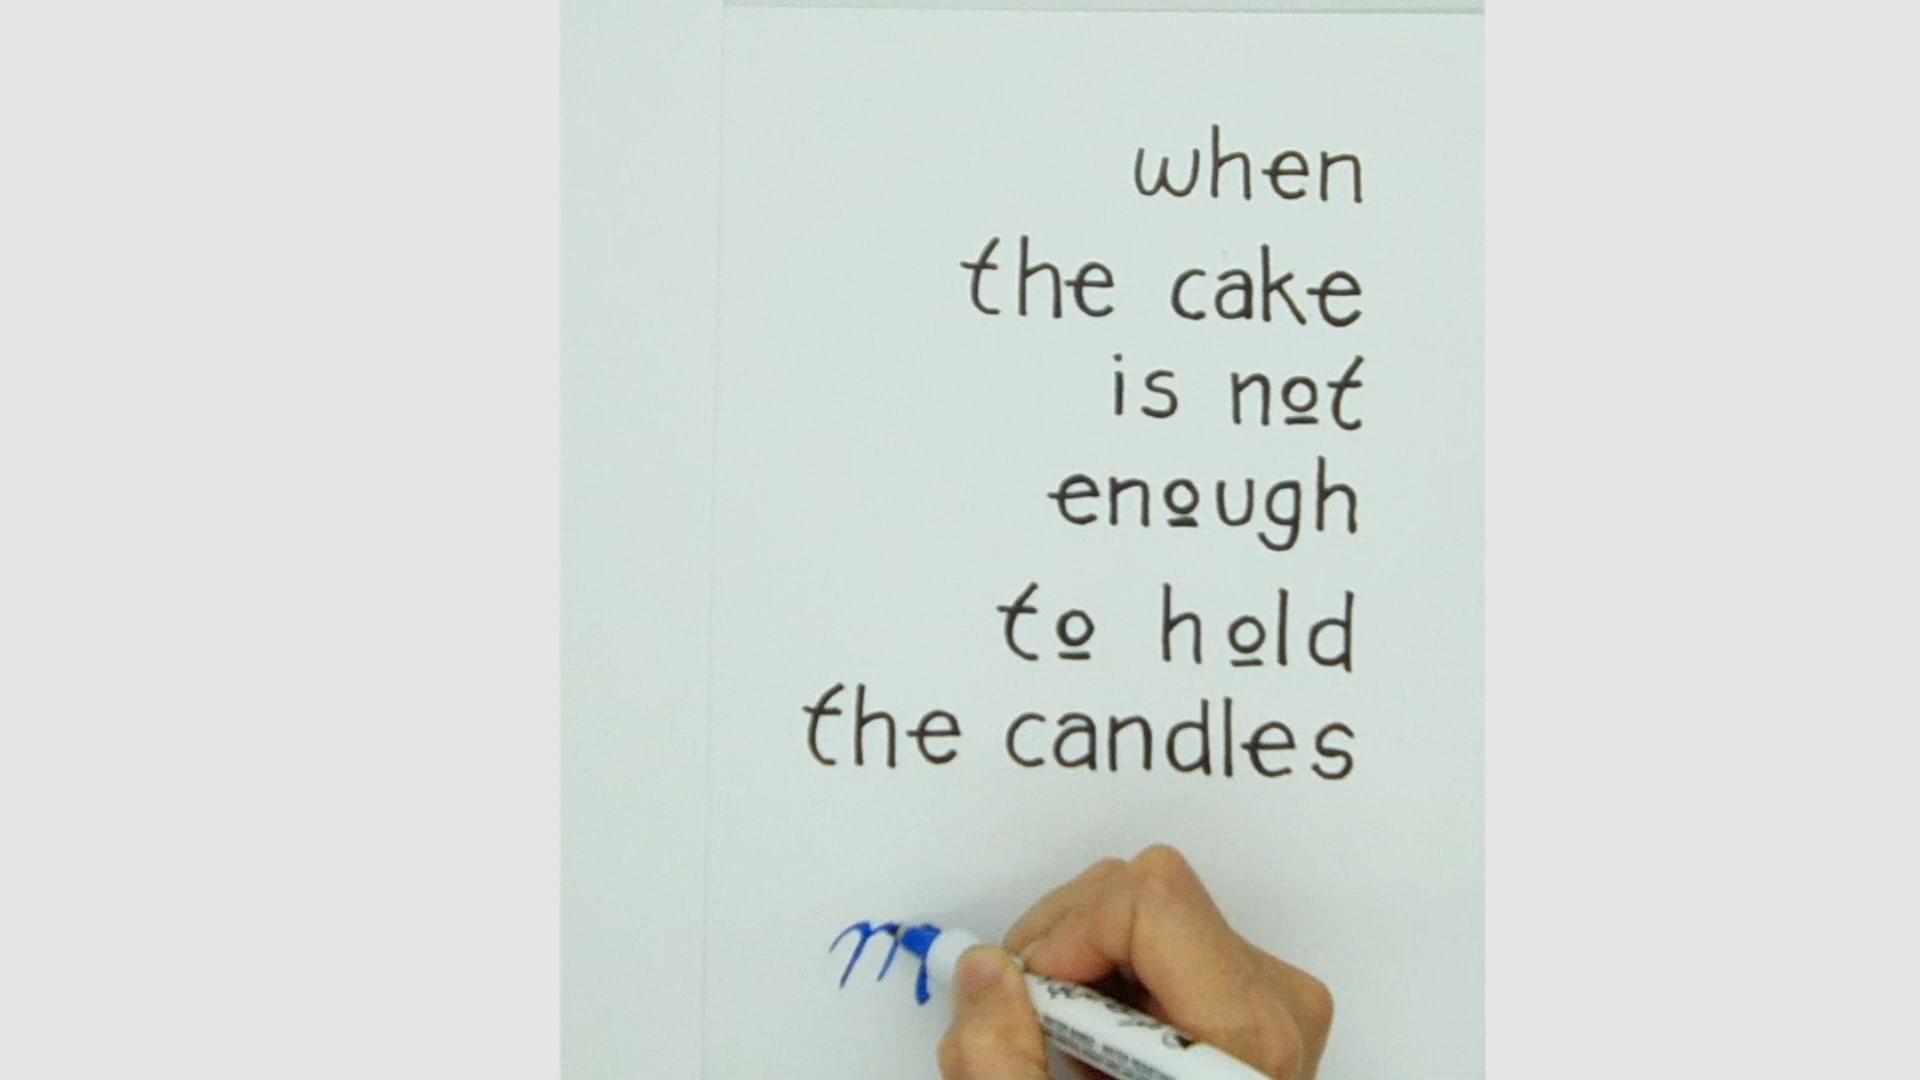 when
the cake
is not
enough
to hold
the candles
m